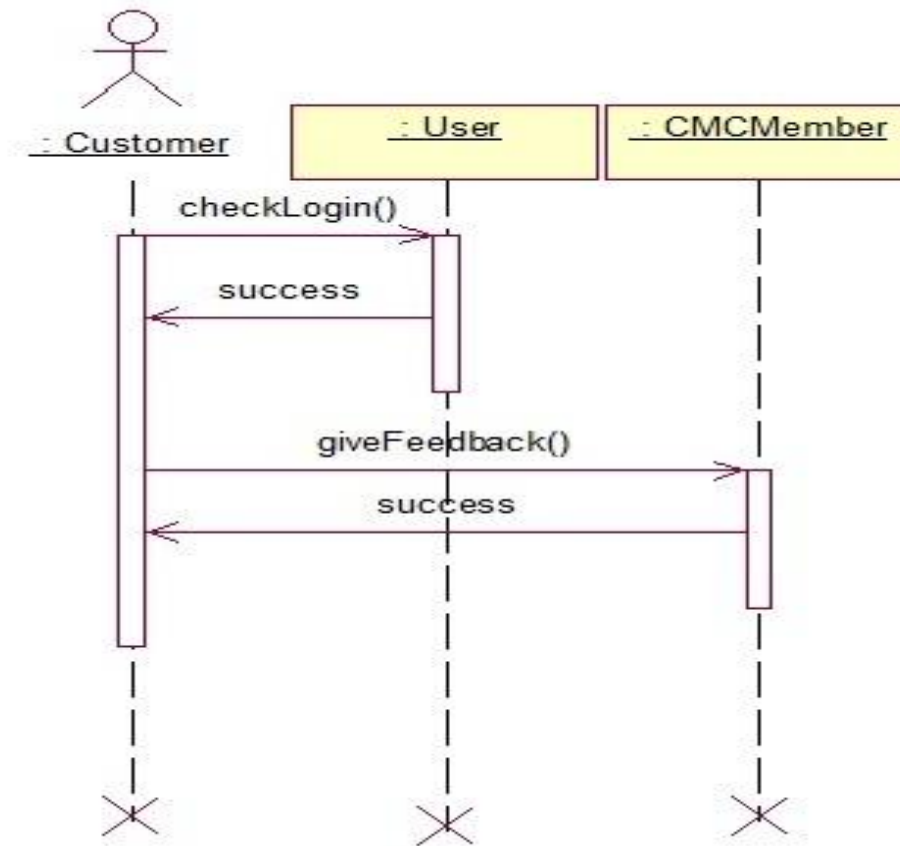 : Customer
: User
: CMCMember
checkLogin()
success
giveFeedback()
success